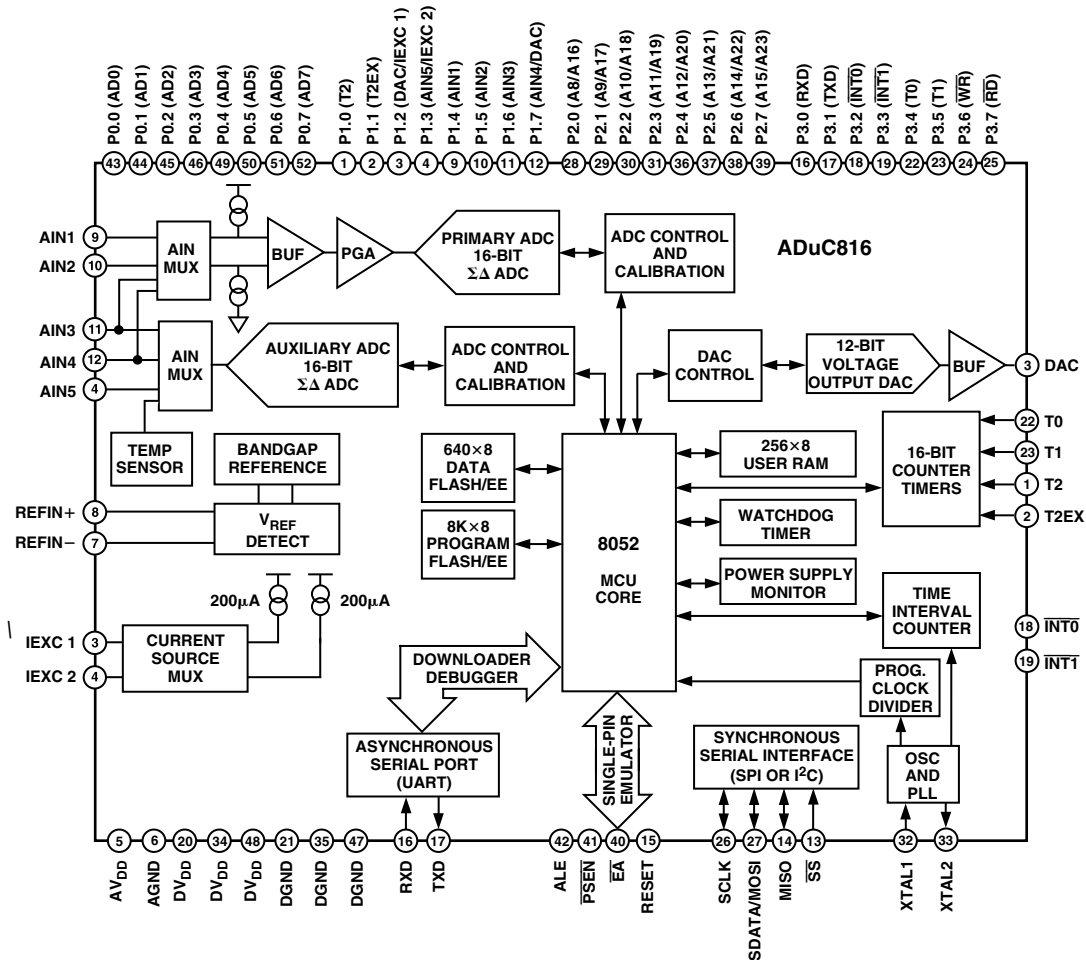 P0.0 (AD0)
P0.1 (AD1)
P0.2 (AD2)
P0.3 (AD3)
P0.4 (AD4)
P0.5 (AD5)
P0.6 (AD6)
P0.7 (AD7)
P1.0 (T2)
P1.1 (T2EX)
P1.2 (DAC/IEXC 1)
P1.3 (AIN5/IEXC 2)
P1.4 (AIN1)
P1.5 (AIN2)
P1.6 (AIN3)
P1.7 (AIN4/DAC)
P2.0 (A8/A16)
P2.1 (A9/A17)
P2.2 (A10/A18)
P2.3 (A11/A19)
P2.4 (A12/A20)
P2.5 (A13/A21)
P2.6 (A14/A22)
P2.7 (A15/A23)
P3.0 (RXD)
P3.1 (TXD)
P3.2 (INT0)
P3.3 (INT1)
P3.4 (T0)
P3.5 (T1)
P3.6 (WR)
P3.7 (RD)
43 44 45 46 49 50 51 52 1 2 3 4 9 10 11 12 28 29 30 31 36 37 38 39 16 17 18 19 22 23 24 25
ADuC816
AIN1 9
AIN2 10
AIN
MUX
BUF
PGA
PRIMARY ADC
16-BIT
ΣΔ ADC
ADC CONTROL
AND
CALIBRATION
AIN3 11
AIN4 12
AIN5 4
AIN
MUX
AUXILIARY ADC
16-BIT
ΣΔ ADC
ADC CONTROL
AND
CALIBRATION
DAC
CONTROL
12-BIT
VOLTAGE
OUTPUT DAC
BUF
3 DAC
TEMP
SENSOR
BANDGAP
REFERENCE
640×8
DATA
FLASH/EE
256×8
USER RAM
16-BIT
COUNTER
TIMERS
22 T0
23 T1
1 T2
2 T2EX
REFIN+ 8
REFIN− 7
VREF
DETECT
8K×8
PROGRAM
FLASH/EE
8052
MCU
CORE
WATCHDOG
TIMER
POWER SUPPLY
MONITOR
TIME
INTERVAL
COUNTER
18 INT0
19 INT1
200µA
200µA
\
IEXC 1 3
IEXC 2 4
CURRENT
SOURCE
MUX
DOWNLOADER
DEBUGGER
PROG.
CLOCK
DIVIDER
ASYNCHRONOUS
SERIAL PORT
(UART)
SINGLE-PIN
EMULATOR
SYNCHRONOUS
SERIAL INTERFACE
(SPI OR I²C)
OSC
AND
PLL
5 6 20 34 48 21 35 47 16 17 42 41 40 15 26 27 14 13 32 33
AVDD
AGND
DVDD
DVDD
DVDD
DGND
DGND
DGND
RXD
TXD
ALE
PSEN
EA
RESET
SCLK
SDATA/MOSI
MISO
SS
XTAL1
XTAL2